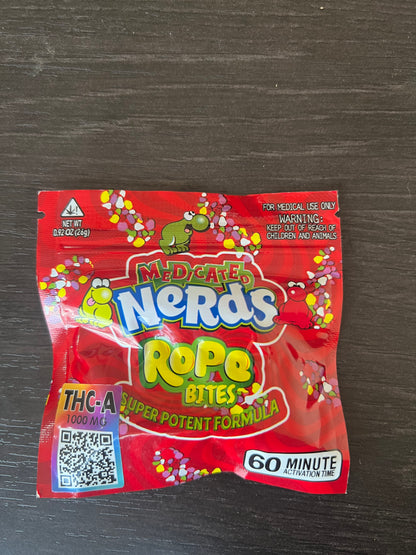 NET WT
0.92 OZ (26g)
FOR MEDICAL USE ONLY
WARNING:
KEEP OUT OF REACH OF
CHILDREN AND ANIMALS
MEDICATED
NeRds
RoPe
BITES
SUPER POTENT FORMULA
THC-A
1000 MG
60 MINUTE
ACTIVATION TIME